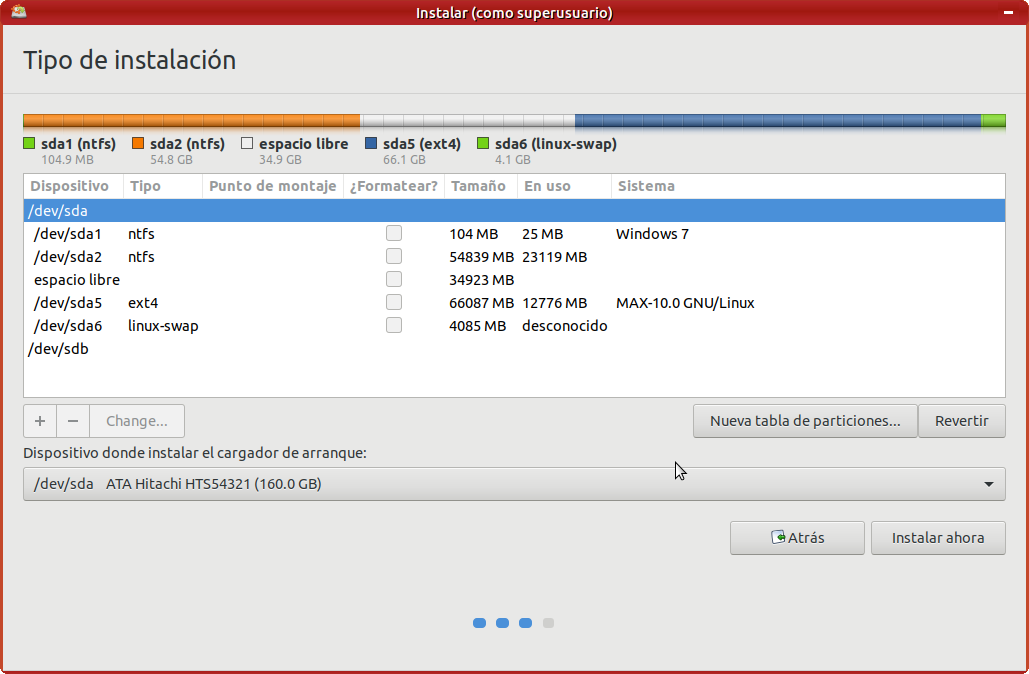 Instalar (como superusuario)
Tipo de instalación
sda1 (ntfs) sda2 (ntfs) espacio libre sda5 (ext4) sda6 (linux-swap)
104.9 MB 54.8 GB 34.9 GB 66.1 GB 4.1 GB
Dispositivo Tipo Punto de montaje ¿Formatear? Tamaño En uso Sistema
/dev/sda
/dev/sda1 ntfs 104 MB 25 MB Windows 7
/dev/sda2 ntfs 54839 MB 23119 MB
espacio libre 34923 MB
/dev/sda5 ext4 66087 MB 12776 MB MAX-10.0 GNU/Linux
/dev/sda6 linux-swap 4085 MB desconocido
/dev/sdb
+ − Change... Nueva tabla de particiones... Revertir
Dispositivo donde instalar el cargador de arranque:
/dev/sda ATA Hitachi HTS54321 (160.0 GB)
Atrás Instalar ahora